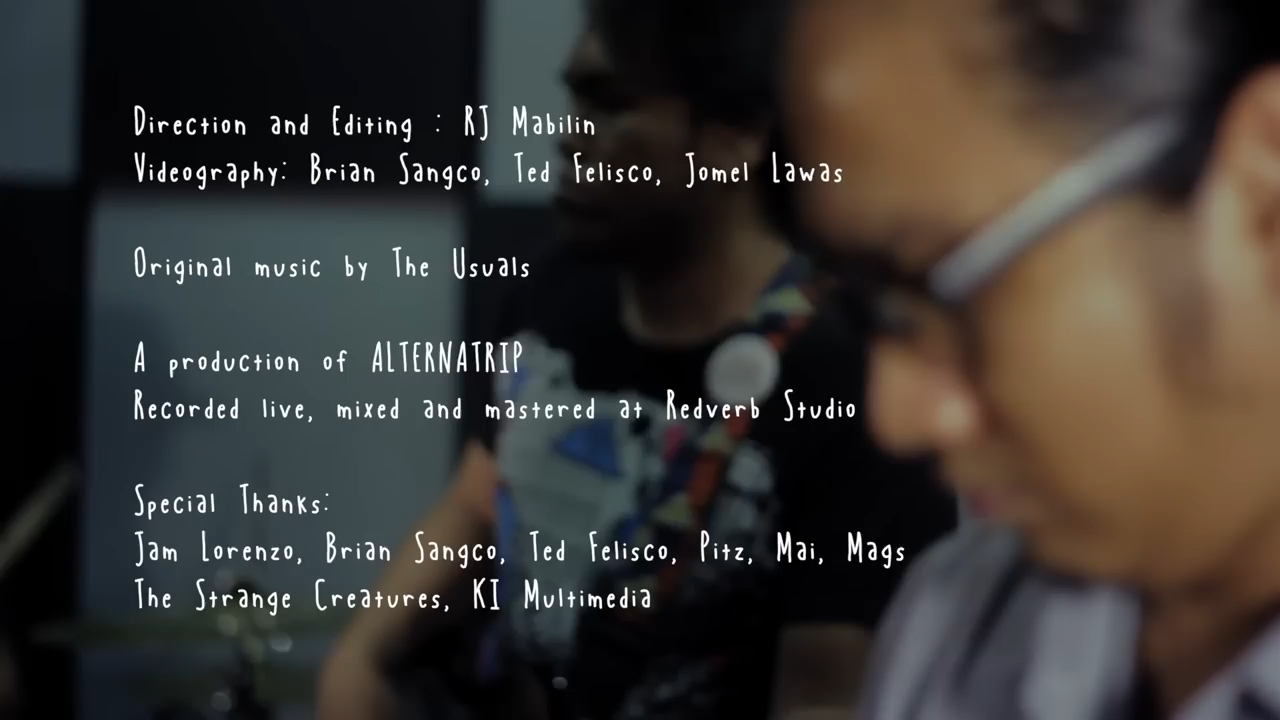 Direction and Editing : RJ Mabilin
Videography: Brian Sangco, Ted Felisco, Jomel Lawas
Original music by The Usuals
A production of ALTERNATRIP
Recorded live, mixed and mastered at Redverb Studio
Special Thanks:
Jam Lorenzo, Brian Sangco, Ted Felisco, Pitz, Mai, Mags
The Strange Creatures, KI Multimedia